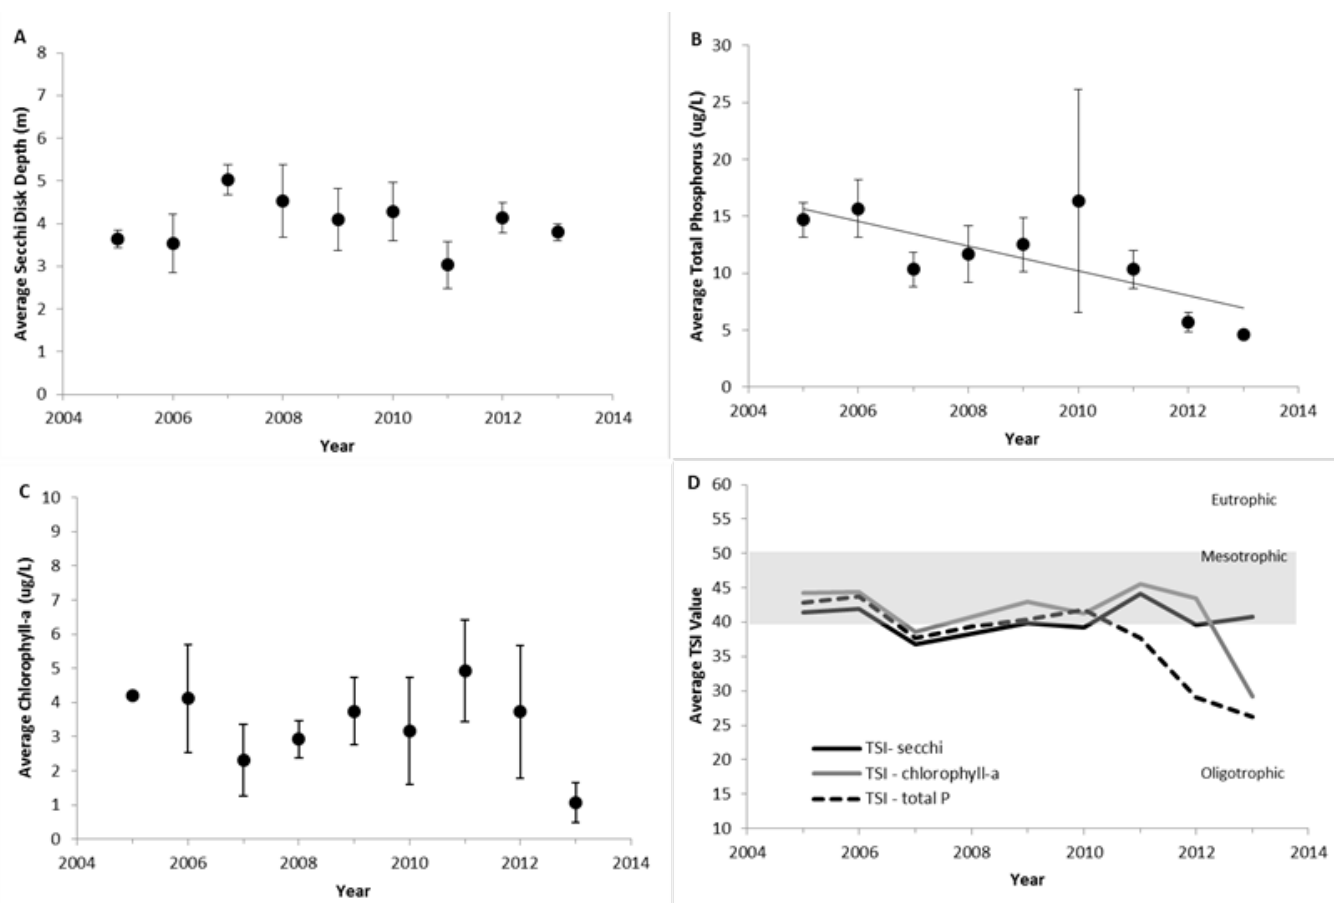 A
8
7
6
5
4
3
2
1
0
Average Secchi Disk Depth (m)
2004 2006 2008 2010 2012 2014
Year
B
30
25
20
15
10
5
0
Average Total Phosphorus (ug/L)
2004 2006 2008 2010 2012 2014
Year
C
10
9
8
7
6
5
4
3
2
1
0
Average Chlorophyll-a (ug/L)
2004 2006 2008 2010 2012 2014
Year
D
60
55
50
45
40
35
30
25
20
15
10
Average TSI Value
Eutrophic
Mesotrophic
Oligotrophic
TSI- secchi
TSI - chlorophyll-a
TSI - total P
2004 2006 2008 2010 2012 2014
Year